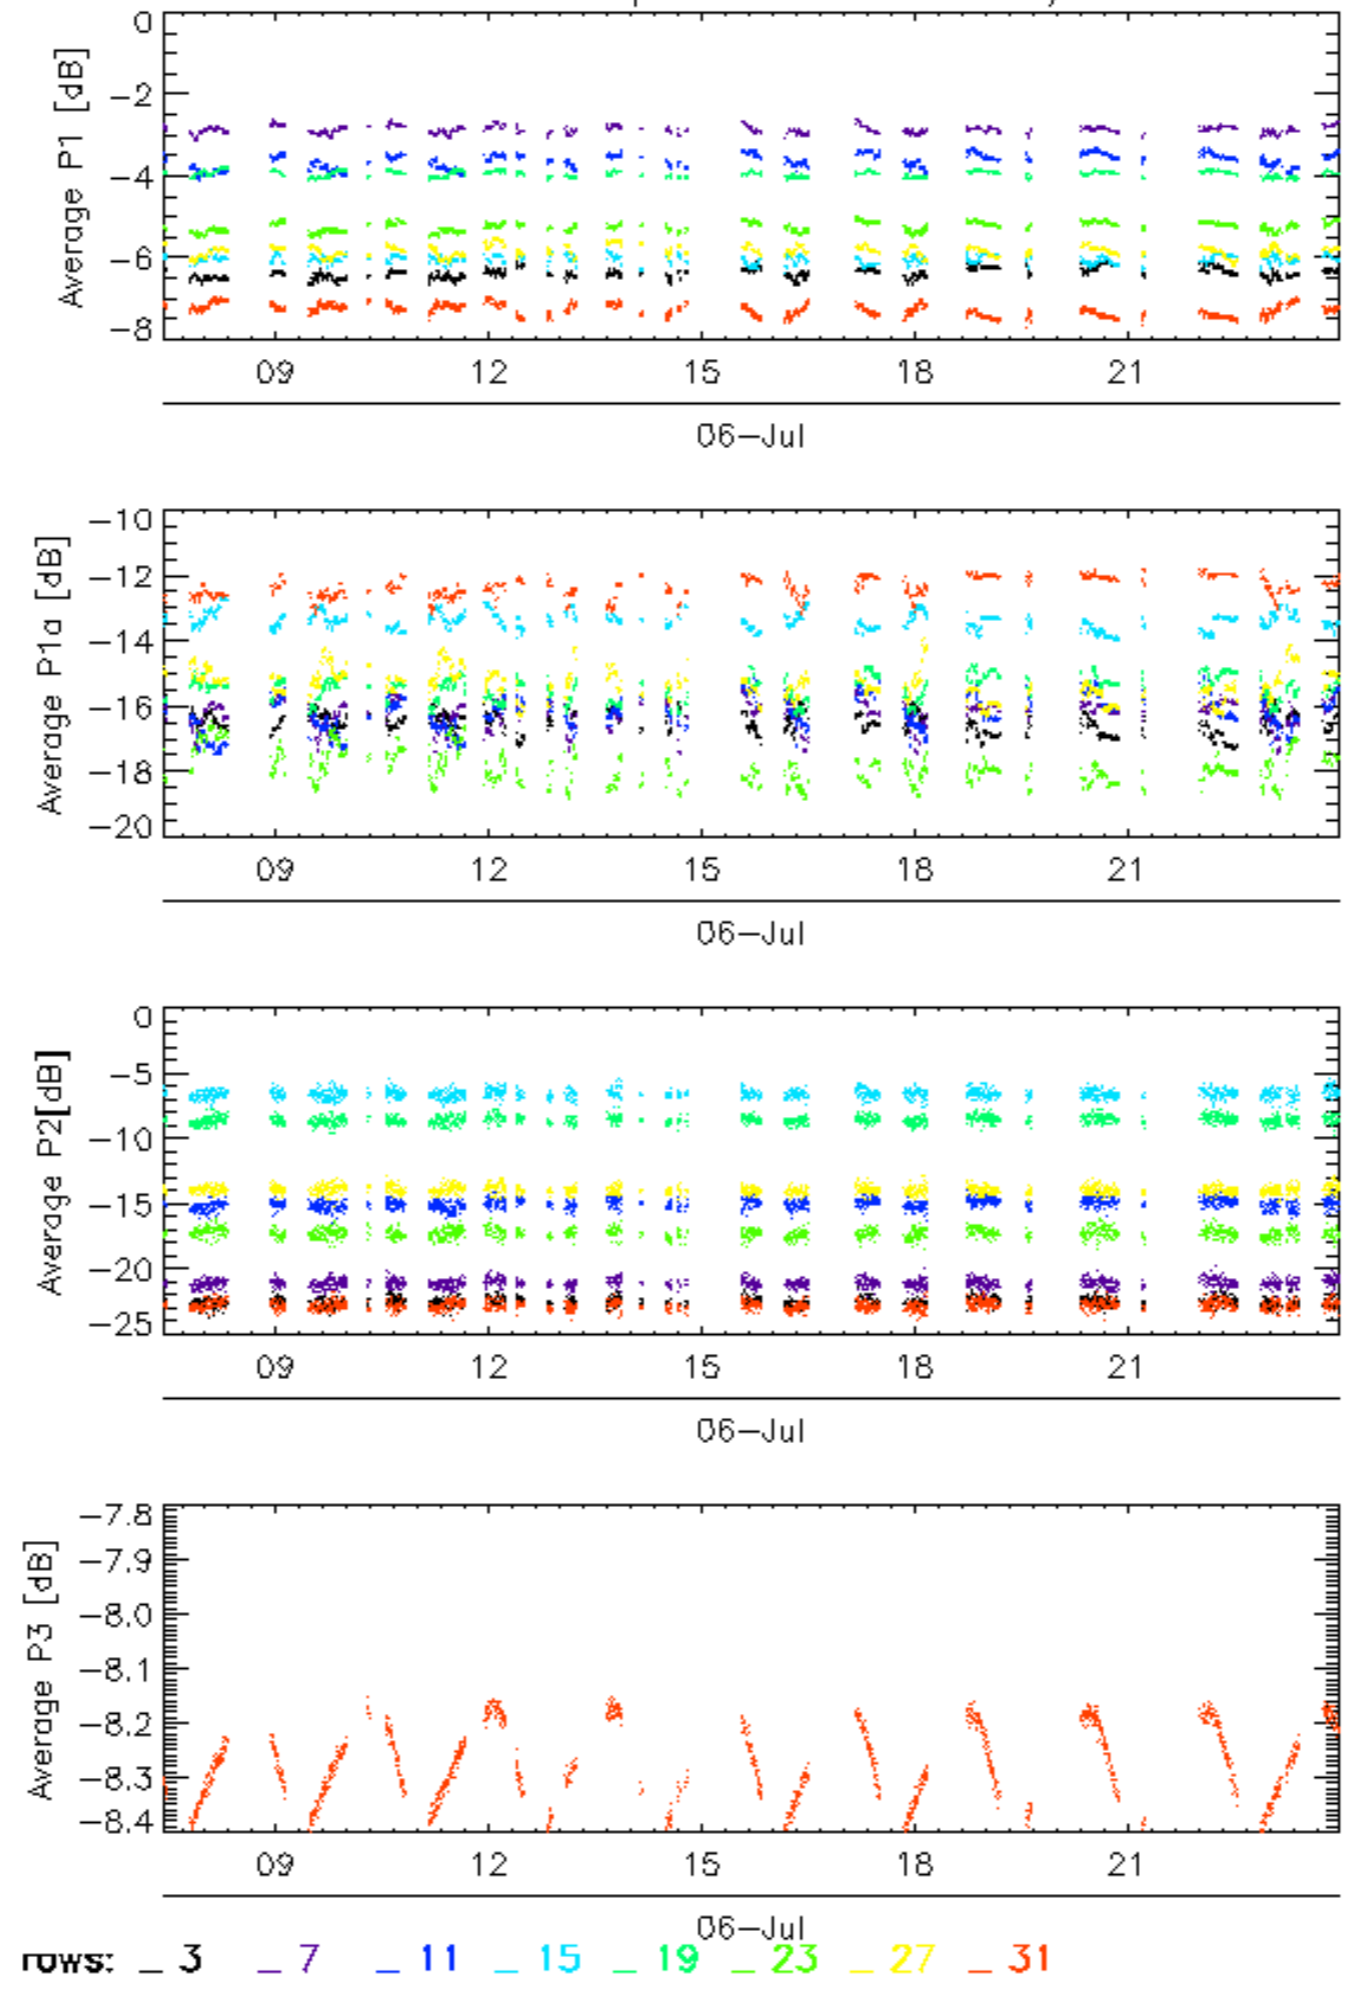 Average P1 [dB]
0
−2
−4
−6
−8
09 12 15 18 21
06−Jul
Average P1a [dB]
−10
−12
−14
−16
−18
−20
09 12 15 18 21
06−Jul
Average P2[dB]
0
−5
−10
−15
−20
−25
09 12 15 18 21
06−Jul
Average P3 [dB]
−7.8
−7.9
−8.0
−8.1
−8.2
−8.3
−8.4
09 12 15 18 21
06−Jul
rows: _ 3 _ 7 _ 11 _ 15 _ 19 _ 23 _ 27 _ 31